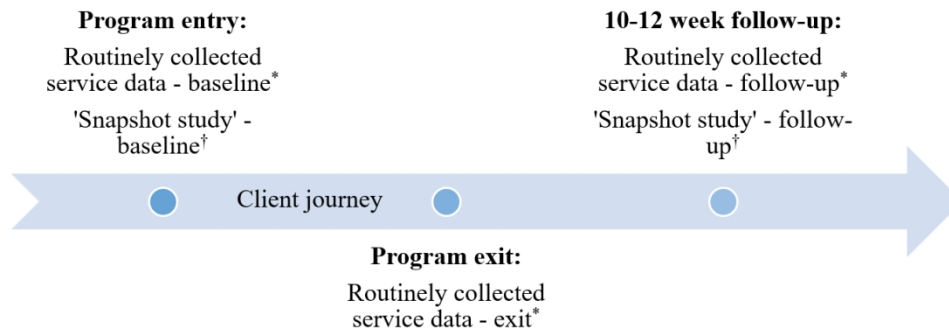 Program entry:
Routinely collected
service data - baseline*
'Snapshot study' -
baseline†
10-12 week follow-up:
Routinely collected
service data - follow-up*
'Snapshot study' - follow-
up†
Client journey
Program exit:
Routinely collected
service data - exit*